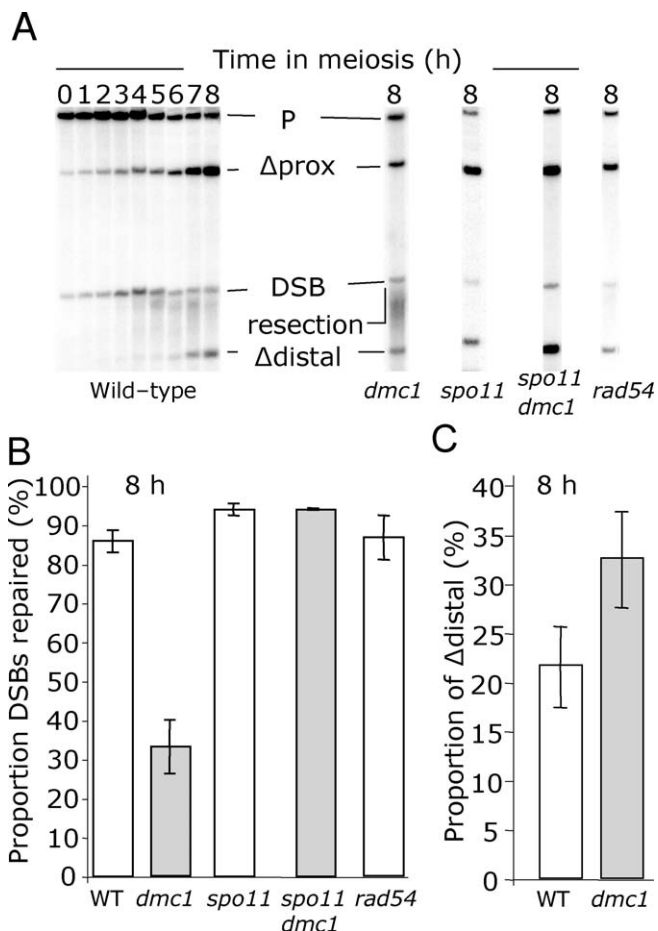 A
Time in meiosis (h)
0 1 2 3 4 5 6 7 8
8
8
8
8
P
Δprox
DSB
resection
Δdistal
Wild-type
dmc1
spo11
spo11
dmc1
rad54
B
8 h
Proportion DSBs repaired (%)
100
90
80
70
60
50
40
30
20
10
0
WT
dmc1
spo11
spo11
dmc1
rad54
C
8 h
Proportion of Δdistal (%)
40
35
30
25
20
15
10
5
0
WT
dmc1